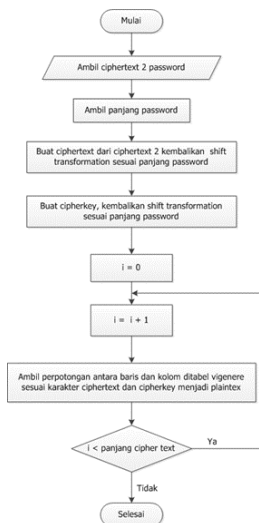 Mulai
Ambil ciphertext 2 password
Ambil panjang password
Buat ciphertext dari ciphertext 2 kembalikan shift
transformation sesuai panjang password
Buat cipherkey, kembalikan shift transformation
sesuai panjang password
i = 0
i = i + 1
Ambil perpotongan antara baris dan kolom ditabel vigenere
sesuai karakter ciphertext dan cipherkey menjadi plaintex
i < panjang cipher text
Ya
Tidak
Selesai